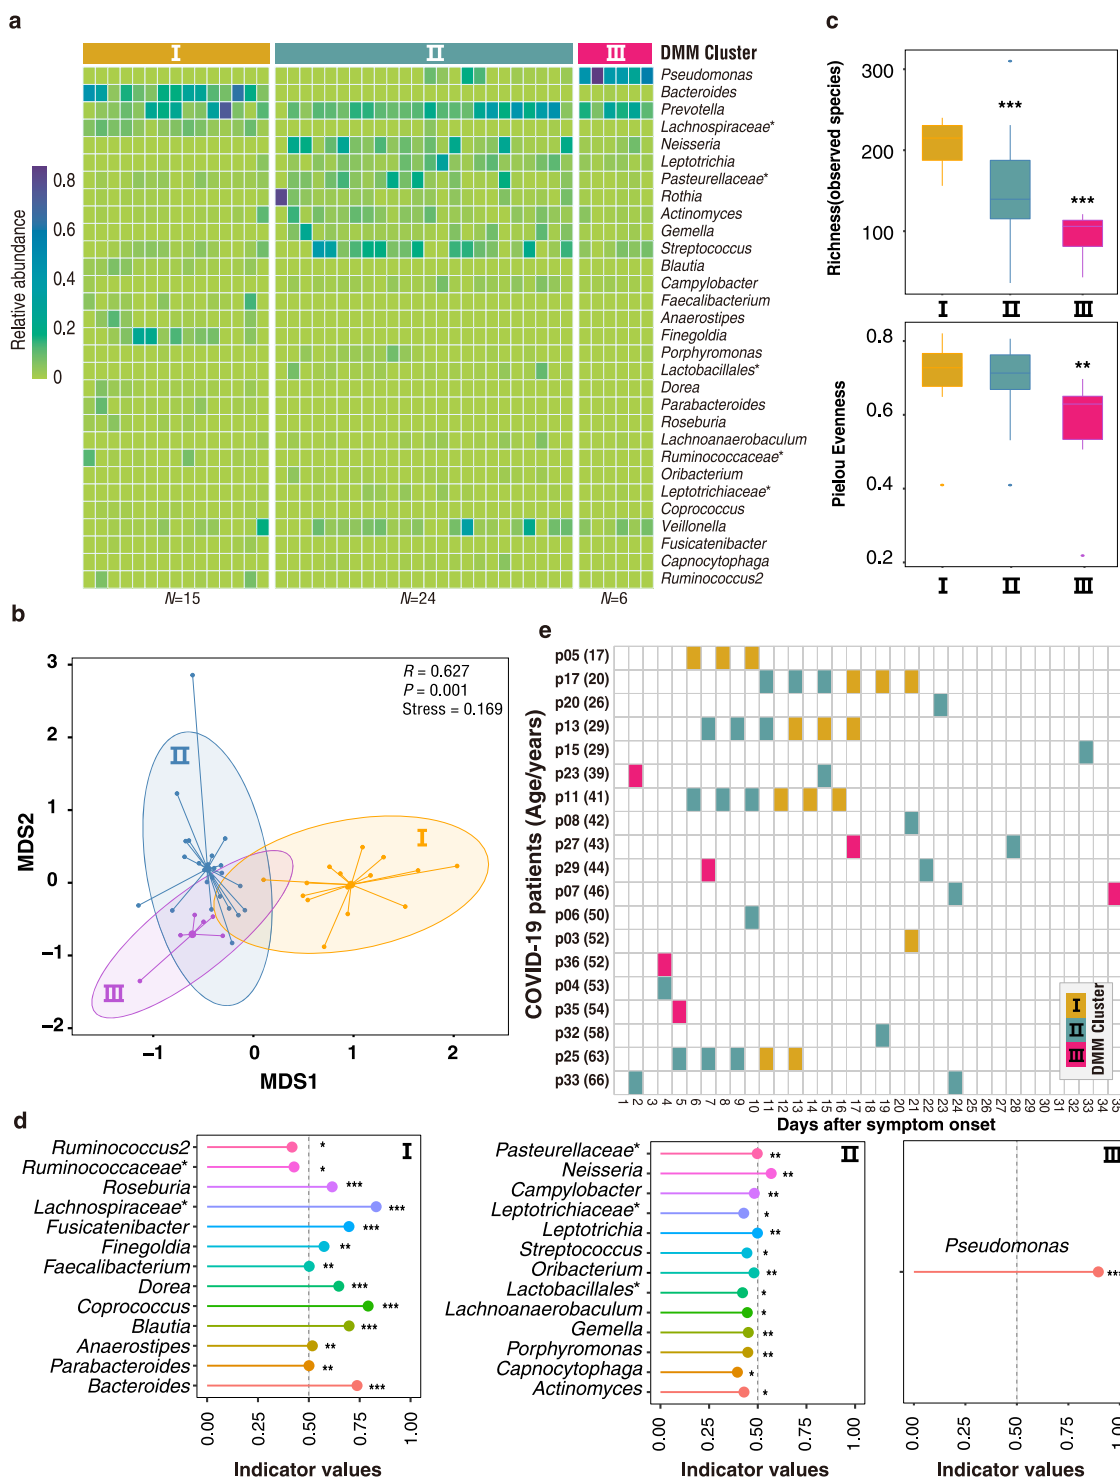 a
I II III DMM Cluster
Pseudomonas
Bacteroides
Prevotella
Lachnospiraceae*
Neisseria
Leptotrichia
Pasteurellaceae*
Rothia
Actinomyces
Gemella
Streptococcus
Blautia
Campylobacter
Faecalibacterium
Anaerostipes
Finegoldia
Porphyromonas
Lactobacillales*
Dorea
Parabacteroides
Roseburia
Lachnoanaerobaculum
Ruminococcaceae*
Oribacterium
Leptotrichiaceae*
Coprococcus
Veillonella
Fusicatenibacter
Capnocytophaga
Ruminococcus2
N=15 N=24 N=6
Relative abundance
0.8
0.6
0.4
0.2
0
c
Richness(observed species)
300
200
100
*** ***
I II III
Pielou Evenness
0.8
0.6
0.4
0.2
**
I II III
b
MDS2
3
2
1
0
−1
−2
R = 0.627
P = 0.001
Stress = 0.169
II
I
III
−1 0 1 2
MDS1
e
COVID-19 patients (Age/years)
p05 (17)
p17 (20)
p20 (26)
p13 (29)
p15 (29)
p23 (39)
p11 (41)
p08 (42)
p27 (43)
p29 (44)
p07 (46)
p06 (50)
p03 (52)
p36 (52)
p04 (53)
p35 (54)
p32 (58)
p25 (63)
p33 (66)
I
II
III
DMM Cluster
1 2 3 4 5 6 7 8 9 10 11 13 15 16 17 18 19 20 21 22 23 24 25 26 27 28 30 31 32 33 34 35
Days after symptom onset
d
I
Ruminococcus2 *
Ruminococcaceae* *
Roseburia ***
Lachnospiraceae* ***
Fusicatenibacter ***
Finegoldia **
Faecalibacterium **
Dorea ***
Coprococcus ***
Blautia ***
Anaerostipes **
Parabacteroides **
Bacteroides ***
0.00 0.25 0.50 0.75 1.00
Indicator values
II
Pasteurellaceae* **
Neisseria **
Campylobacter **
Leptotrichiaceae* *
Leptotrichia **
Streptococcus *
Oribacterium **
Lactobacillales* *
Lachnoanaerobaculum *
Gemella **
Porphyromonas **
Capnocytophaga *
Actinomyces *
0.00 0.25 0.50 0.75 1.00
Indicator values
III
Pseudomonas
***
0.00 0.25 0.50 0.75 1.00
Indicator values